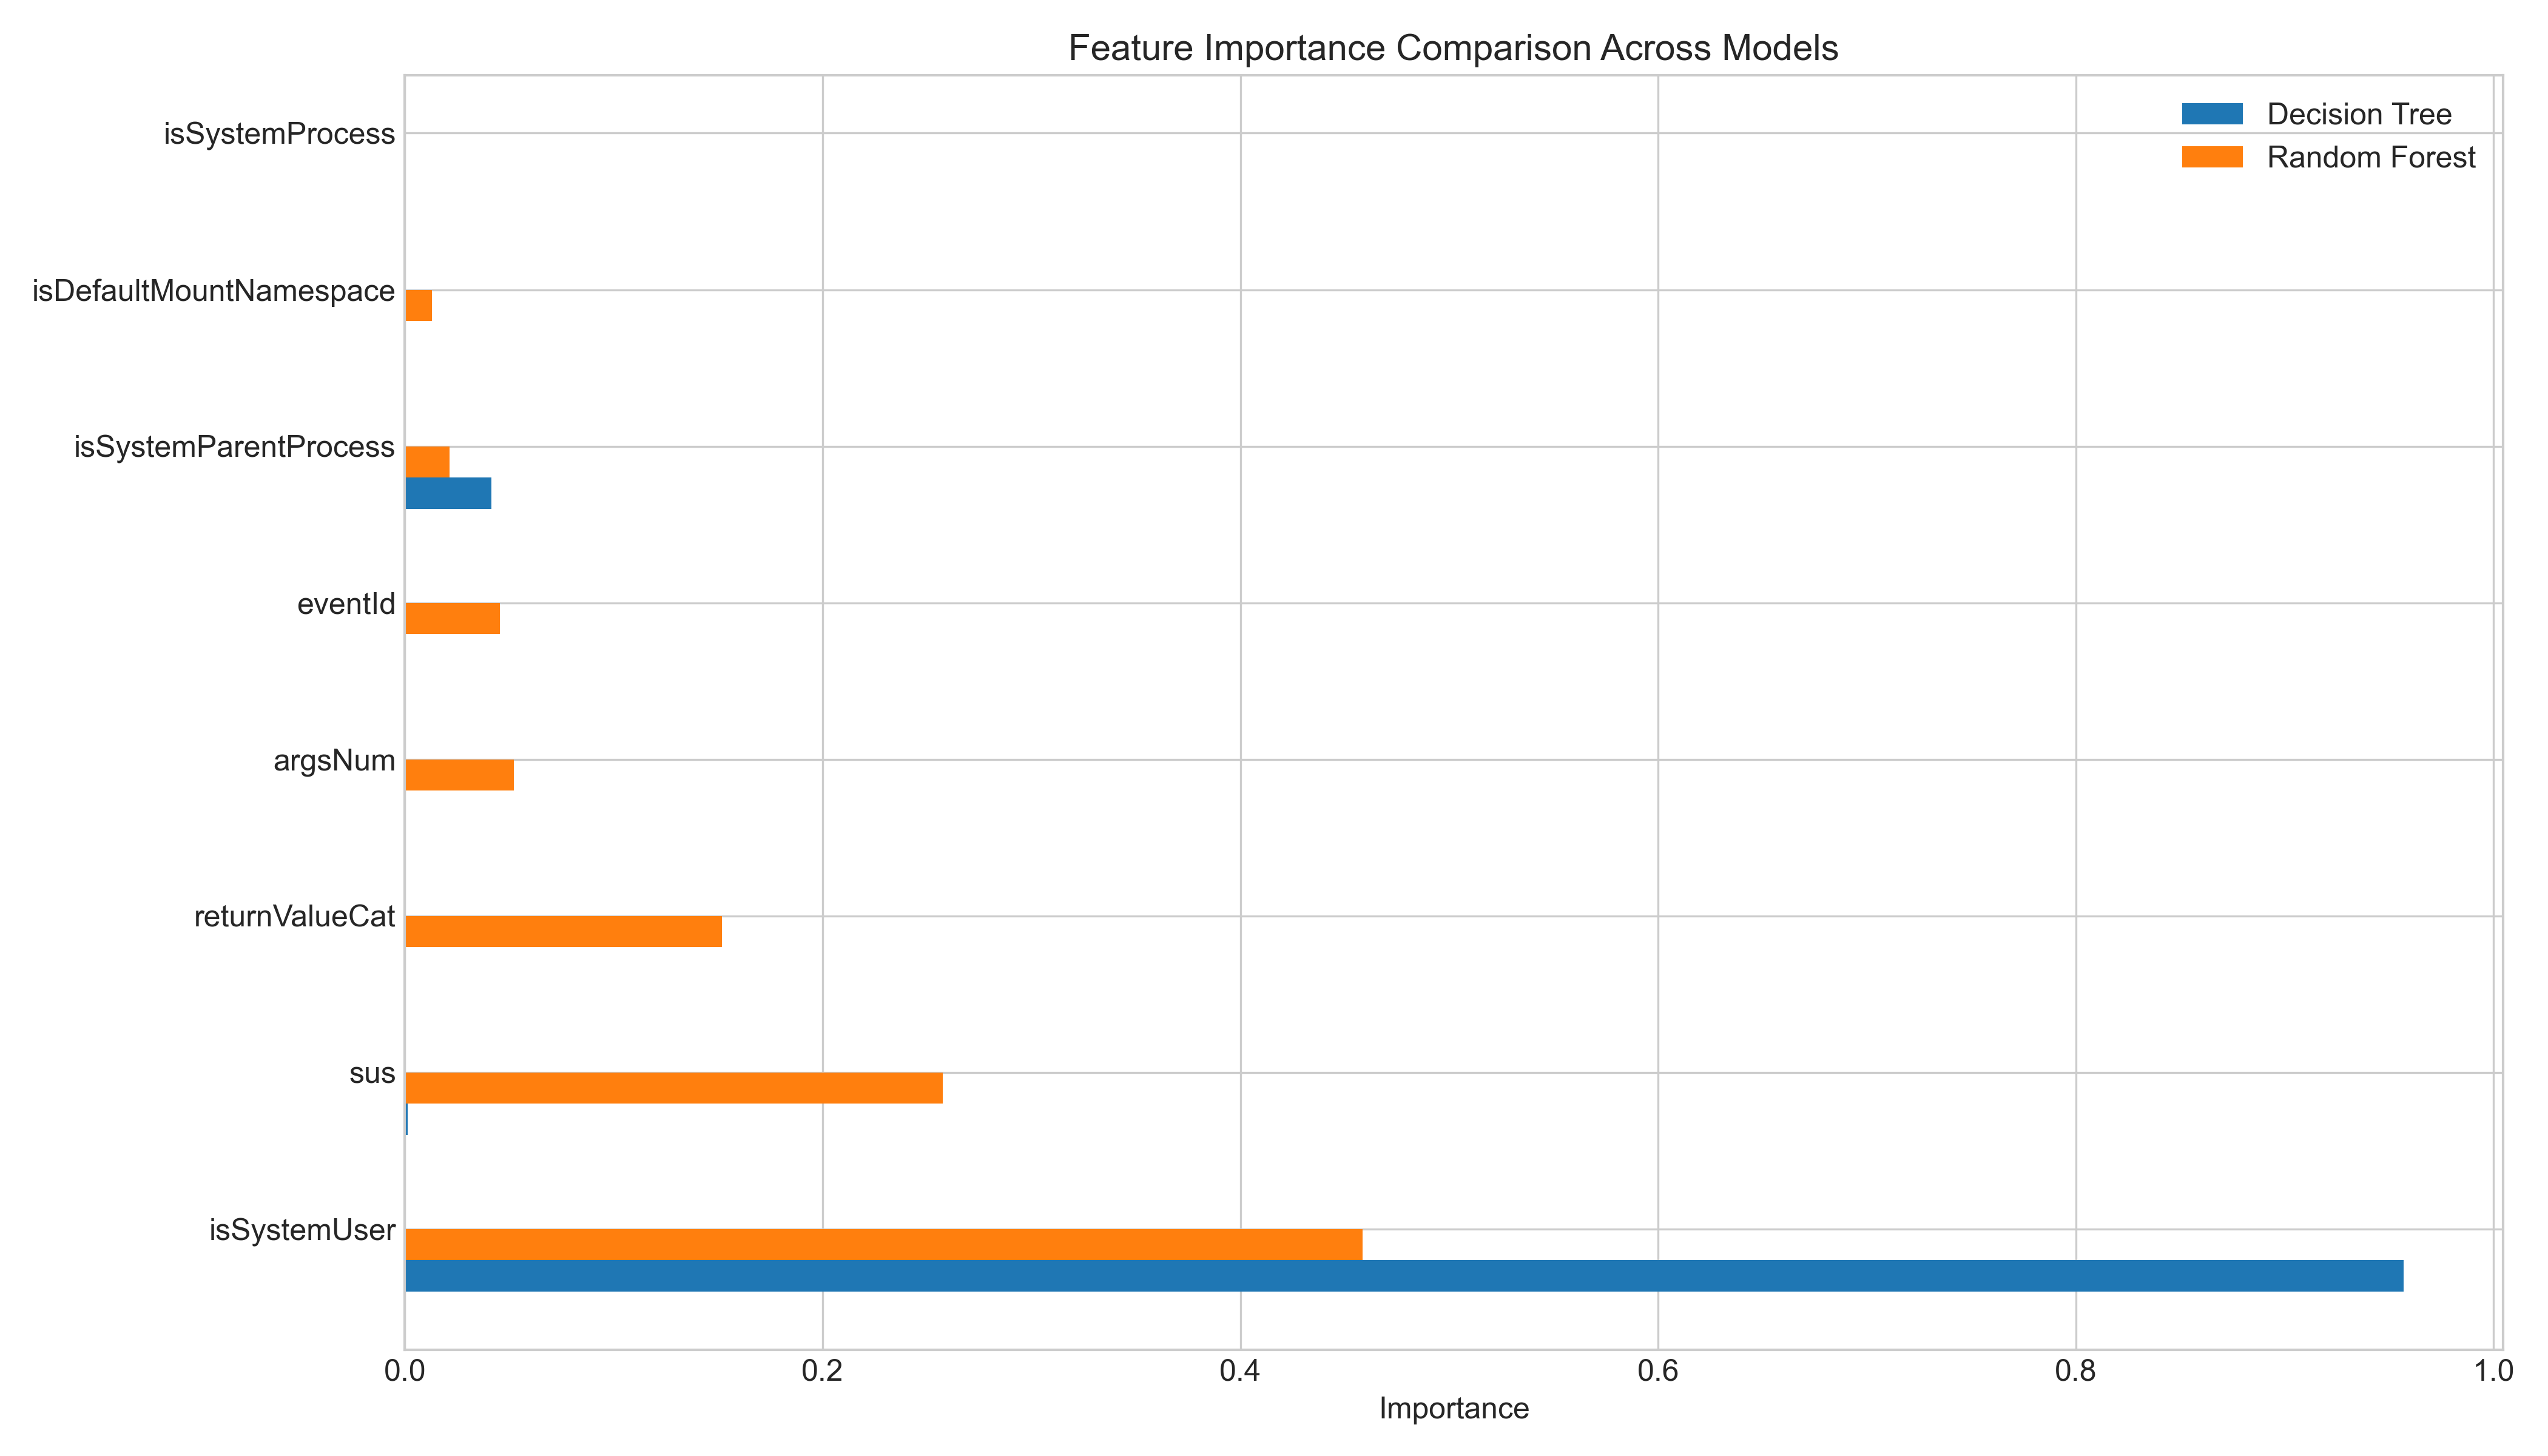 Feature Importance Comparison Across Models
Decision Tree
Random Forest
isSystemProcess
isDefaultMountNamespace
isSystemParentProcess
eventId
argsNum
returnValueCat
sus
isSystemUser
0.0 0.2 0.4 0.6 0.8 1.0
Importance